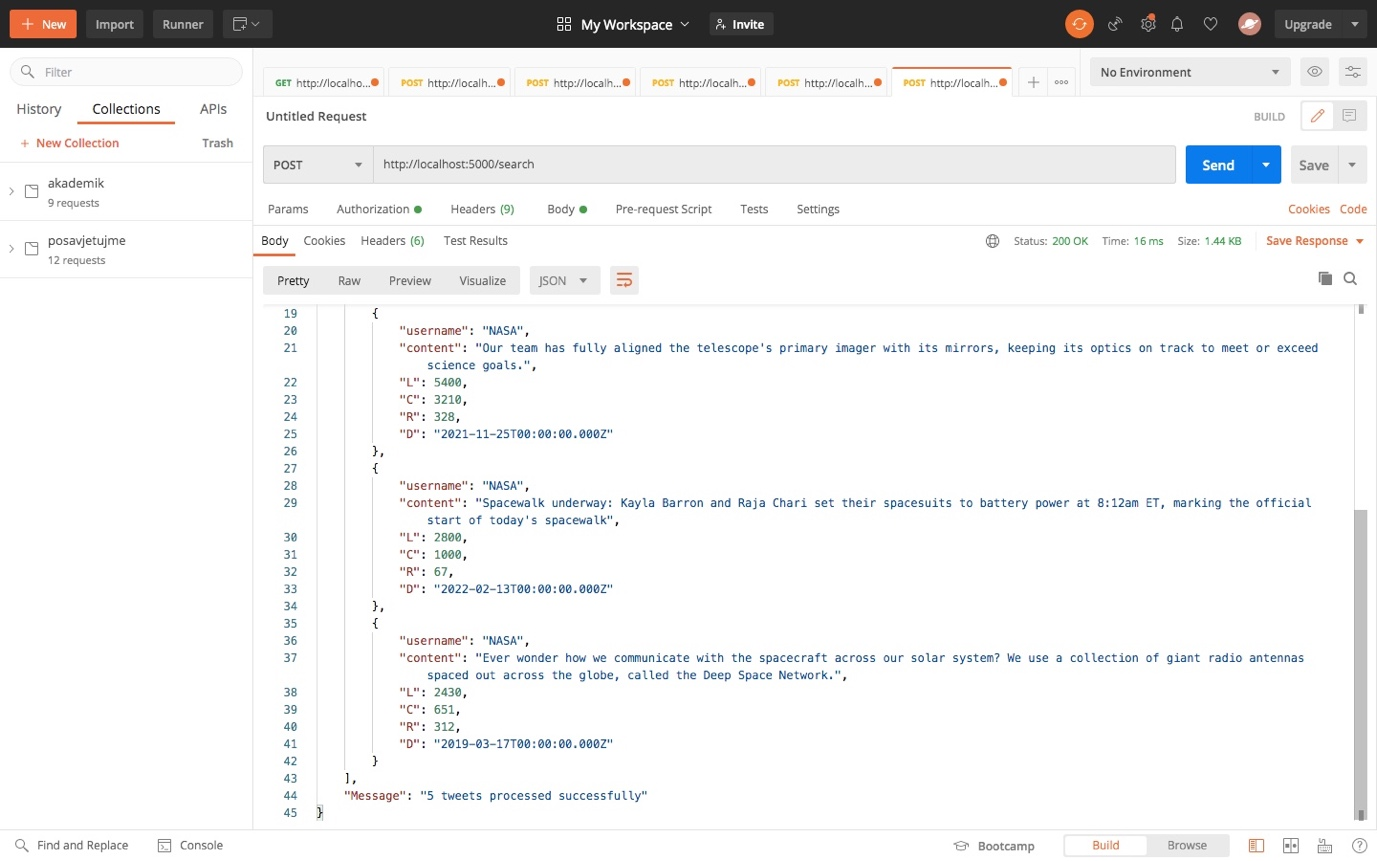 + New Import Runner My Workspace Invite Upgrade
Filter
History Collections APIs
+ New Collection Trash
akademik
9 requests
posavjetujme
12 requests
GET http://localho... POST http://localh... POST http://localh... POST http://localh... POST http://localh... POST http://localh... + ooo No Environment
Untitled Request BUILD
POST http://localhost:5000/search Send Save
Params Authorization Headers (9) Body Pre-request Script Tests Settings Cookies Code
Body Cookies Headers (6) Test Results Status: 200 OK Time: 16 ms Size: 1.44 KB Save Response
Pretty Raw Preview Visualize JSON
19 {
20 "username": "NASA",
21 "content": "Our team has fully aligned the telescope's primary imager with its mirrors, keeping its optics on track to meet or exceed
science goals.",
22 "L": 5400,
23 "C": 3210,
24 "R": 328,
25 "D": "2021-11-25T00:00:00.000Z"
26 },
27 {
28 "username": "NASA",
29 "content": "Spacewalk underway: Kayla Barron and Raja Chari set their spacesuits to battery power at 8:12am ET, marking the official
start of today's spacewalk",
30 "L": 2800,
31 "C": 1000,
32 "R": 67,
33 "D": "2022-02-13T00:00:00.000Z"
34 },
35 {
36 "username": "NASA",
37 "content": "Ever wonder how we communicate with the spacecraft across our solar system? We use a collection of giant radio antennas
spaced out across the globe, called the Deep Space Network.",
38 "L": 2430,
39 "C": 651,
40 "R": 312,
41 "D": "2019-03-17T00:00:00.000Z"
42 }
43 ],
44 "Message": "5 tweets processed successfully"
45 }
Find and Replace Console Bootcamp Build Browse